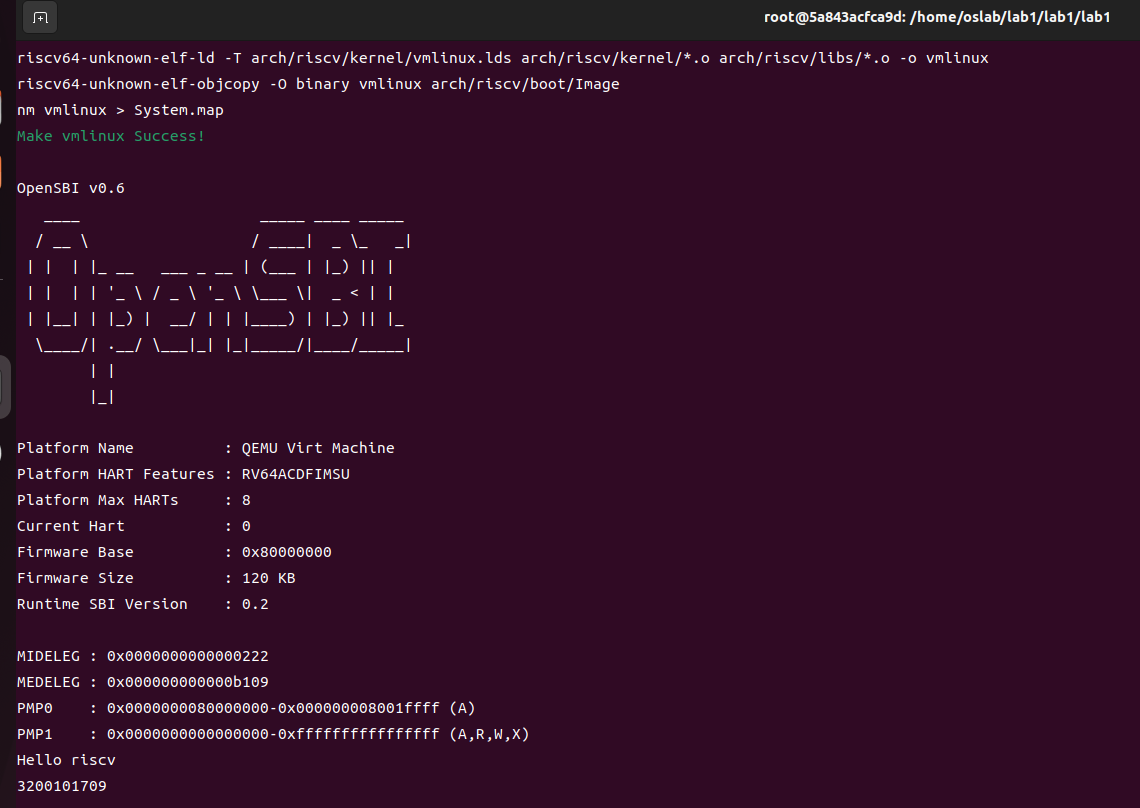 root@5a843acfca9d: /home/oslab/lab1/lab1/lab1
riscv64-unknown-elf-ld -T arch/riscv/kernel/vmlinux.lds arch/riscv/kernel/*.o arch/riscv/libs/*.o -o vmlinux
riscv64-unknown-elf-objcopy -O binary vmlinux arch/riscv/boot/Image
nm vmlinux > System.map
Make vmlinux Success!

OpenSBI v0.6
   ____                    _____ ____ _____
  / __ \                  / ____|  _ \_   _|
 | |  | |_ __   ___ _ __ | (___ | |_) || |
 | |  | | '_ \ / _ \ '_ \ \___ \|  _ < | |
 | |__| | |_) |  __/ | | |____) | |_) || |_
  \____/| .__/ \___|_| |_|_____/|____/_____|
        | |
        |_|

Platform Name          : QEMU Virt Machine
Platform HART Features : RV64ACDFIMSU
Platform Max HARTs     : 8
Current Hart           : 0
Firmware Base          : 0x80000000
Firmware Size          : 120 KB
Runtime SBI Version    : 0.2

MIDELEG : 0x0000000000000222
MEDELEG : 0x000000000000b109
PMP0    : 0x0000000080000000-0x000000008001ffff (A)
PMP1    : 0x0000000000000000-0xffffffffffffffff (A,R,W,X)
Hello riscv
3200101709